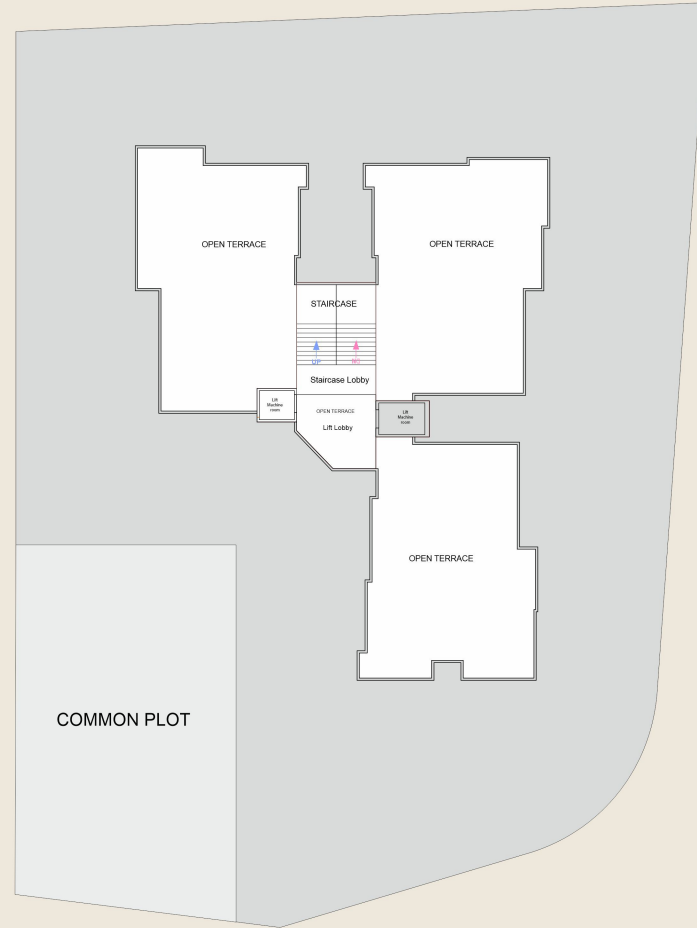 OPEN TERRACE
OPEN TERRACE
STAIRCASE
UP
Staircase Lobby
Lift
Machine
room
OPEN TERRACE
Lift Lobby
Lift
Machine
room
OPEN TERRACE
COMMON PLOT